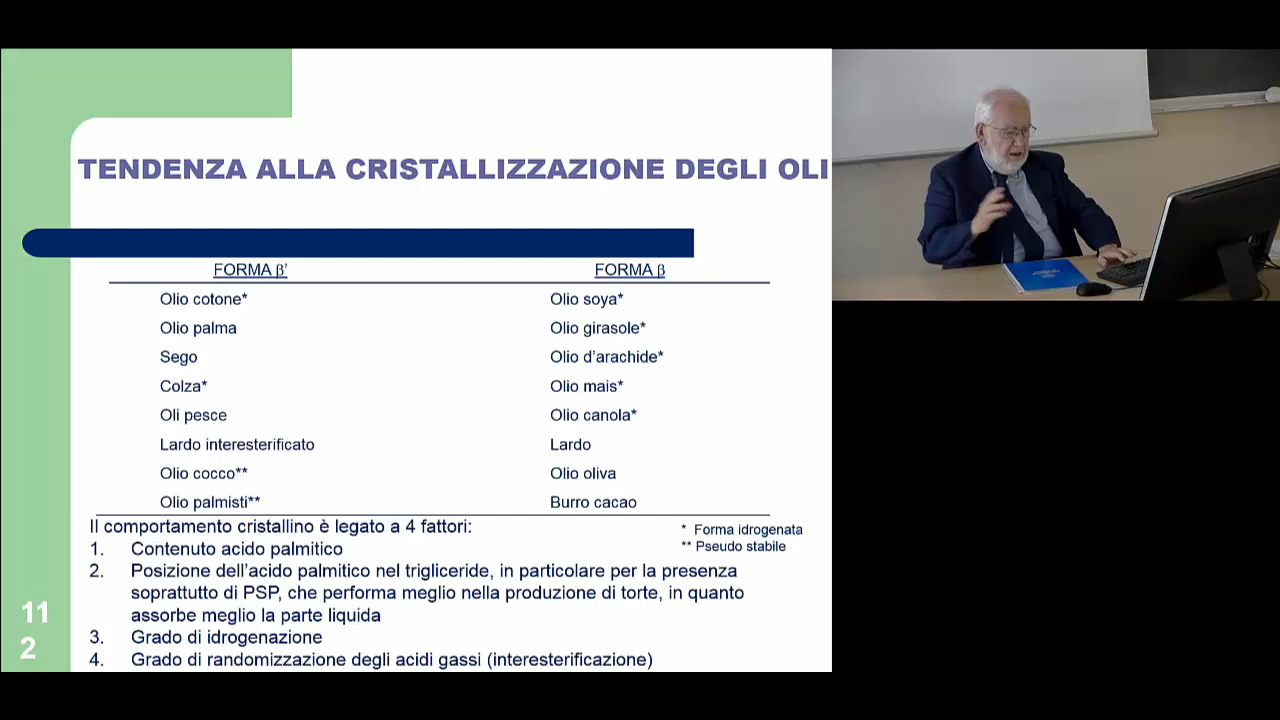 TENDENZA ALLA CRISTALLIZZAZIONE DEGLI OLI
FORMA β’ FORMA β
Olio cotone* Olio soya*
Olio palma Olio girasole*
Sego Olio d’arachide*
Colza* Olio mais*
Oli pesce Olio canola*
Lardo interesterificato Lardo
Olio cocco** Olio oliva
Olio palmisti** Burro cacao
Il comportamento cristallino è legato a 4 fattori:
* Forma idrogenata
** Pseudo stabile
1. Contenuto acido palmitico
2. Posizione dell’acido palmitico nel trigliceride, in particolare per la presenza
soprattutto di PSP, che performa meglio nella produzione di torte, in quanto
assorbe meglio la parte liquida
3. Grado di idrogenazione
4. Grado di randomizzazione degli acidi gassi (interesterificazione)
11
2